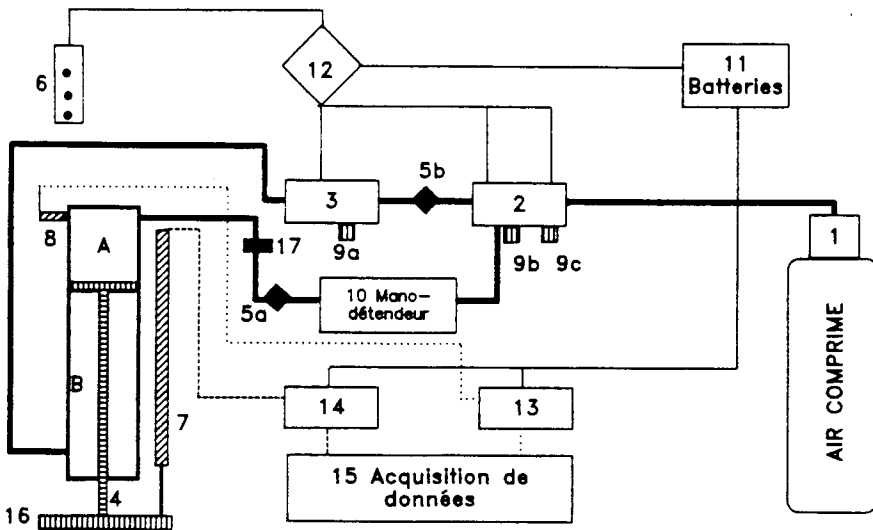 6
12
11
Batteries
5b
3
2
1
8
A
17
9a
9b
9c
10 Mano-
détendeur
5a
B
7
14
13
AIR COMPRIME
15 Acquisition de
données
4
16